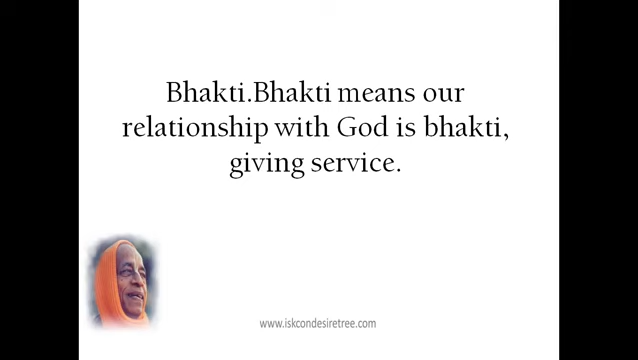 Bhakti.Bhakti means our
relationship with God is bhakti,
giving service.
www.iskcondesiretree.com